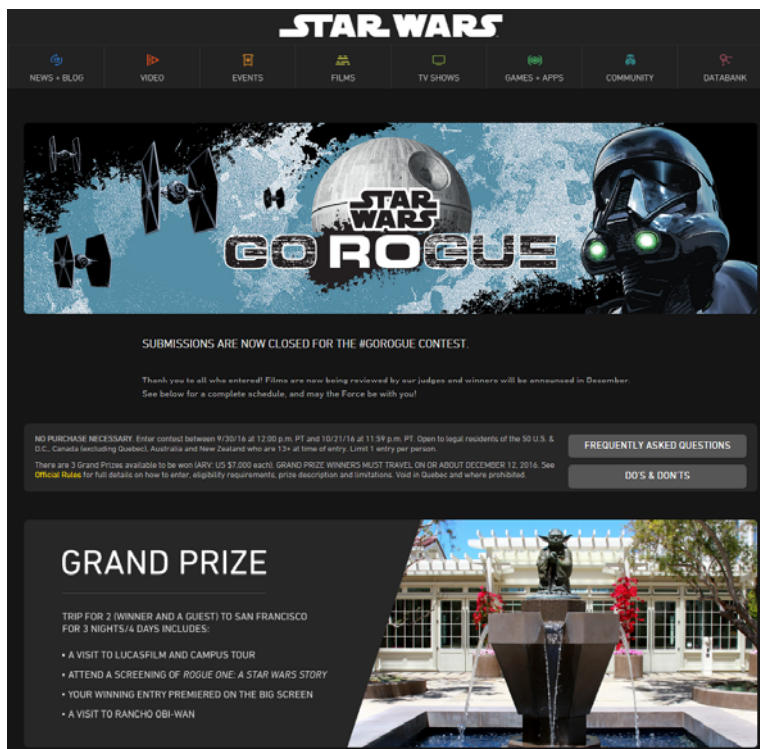 STAR WARS
NEWS + BLOG
VIDEO
EVENTS
FILMS
TV SHOWS
GAMES + APPS
COMMUNITY
DATABANK
STAR
WARS
GO ROGUE
SUBMISSIONS ARE NOW CLOSED FOR THE #GOROGUE CONTEST.
Thank you to all who entered! Films are now being reviewed by our judges and winners will be announced in December.
See below for a complete schedule, and may the Force be with you!
NO PURCHASE NECESSARY. Enter contest between 9/30/16 at 12:00 p.m. PT and 10/21/16 at 11:59 p.m. PT. Open to legal residents of the 50 U.S. &
D.C., Canada (excluding Quebec), Australia and New Zealand who are 13+ at time of entry. Limit 1 entry per person.
There are 3 Grand Prizes available to be won (ARV: US $7,000 each). GRAND PRIZE WINNERS MUST TRAVEL ON OR ABOUT DECEMBER 12, 2016. See
Official Rules for full details on how to enter, eligibility requirements, prize description and limitations. Void in Quebec and where prohibited.
FREQUENTLY ASKED QUESTIONS
DO'S & DON'TS
GRAND PRIZE
TRIP FOR 2 (WINNER AND A GUEST) TO SAN FRANCISCO
FOR 3 NIGHTS/4 DAYS INCLUDES:
• A VISIT TO LUCASFILM AND CAMPUS TOUR
• ATTEND A SCREENING OF ROGUE ONE: A STAR WARS STORY
• YOUR WINNING ENTRY PREMIERED ON THE BIG SCREEN
• A VISIT TO RANCHO OBI-WAN